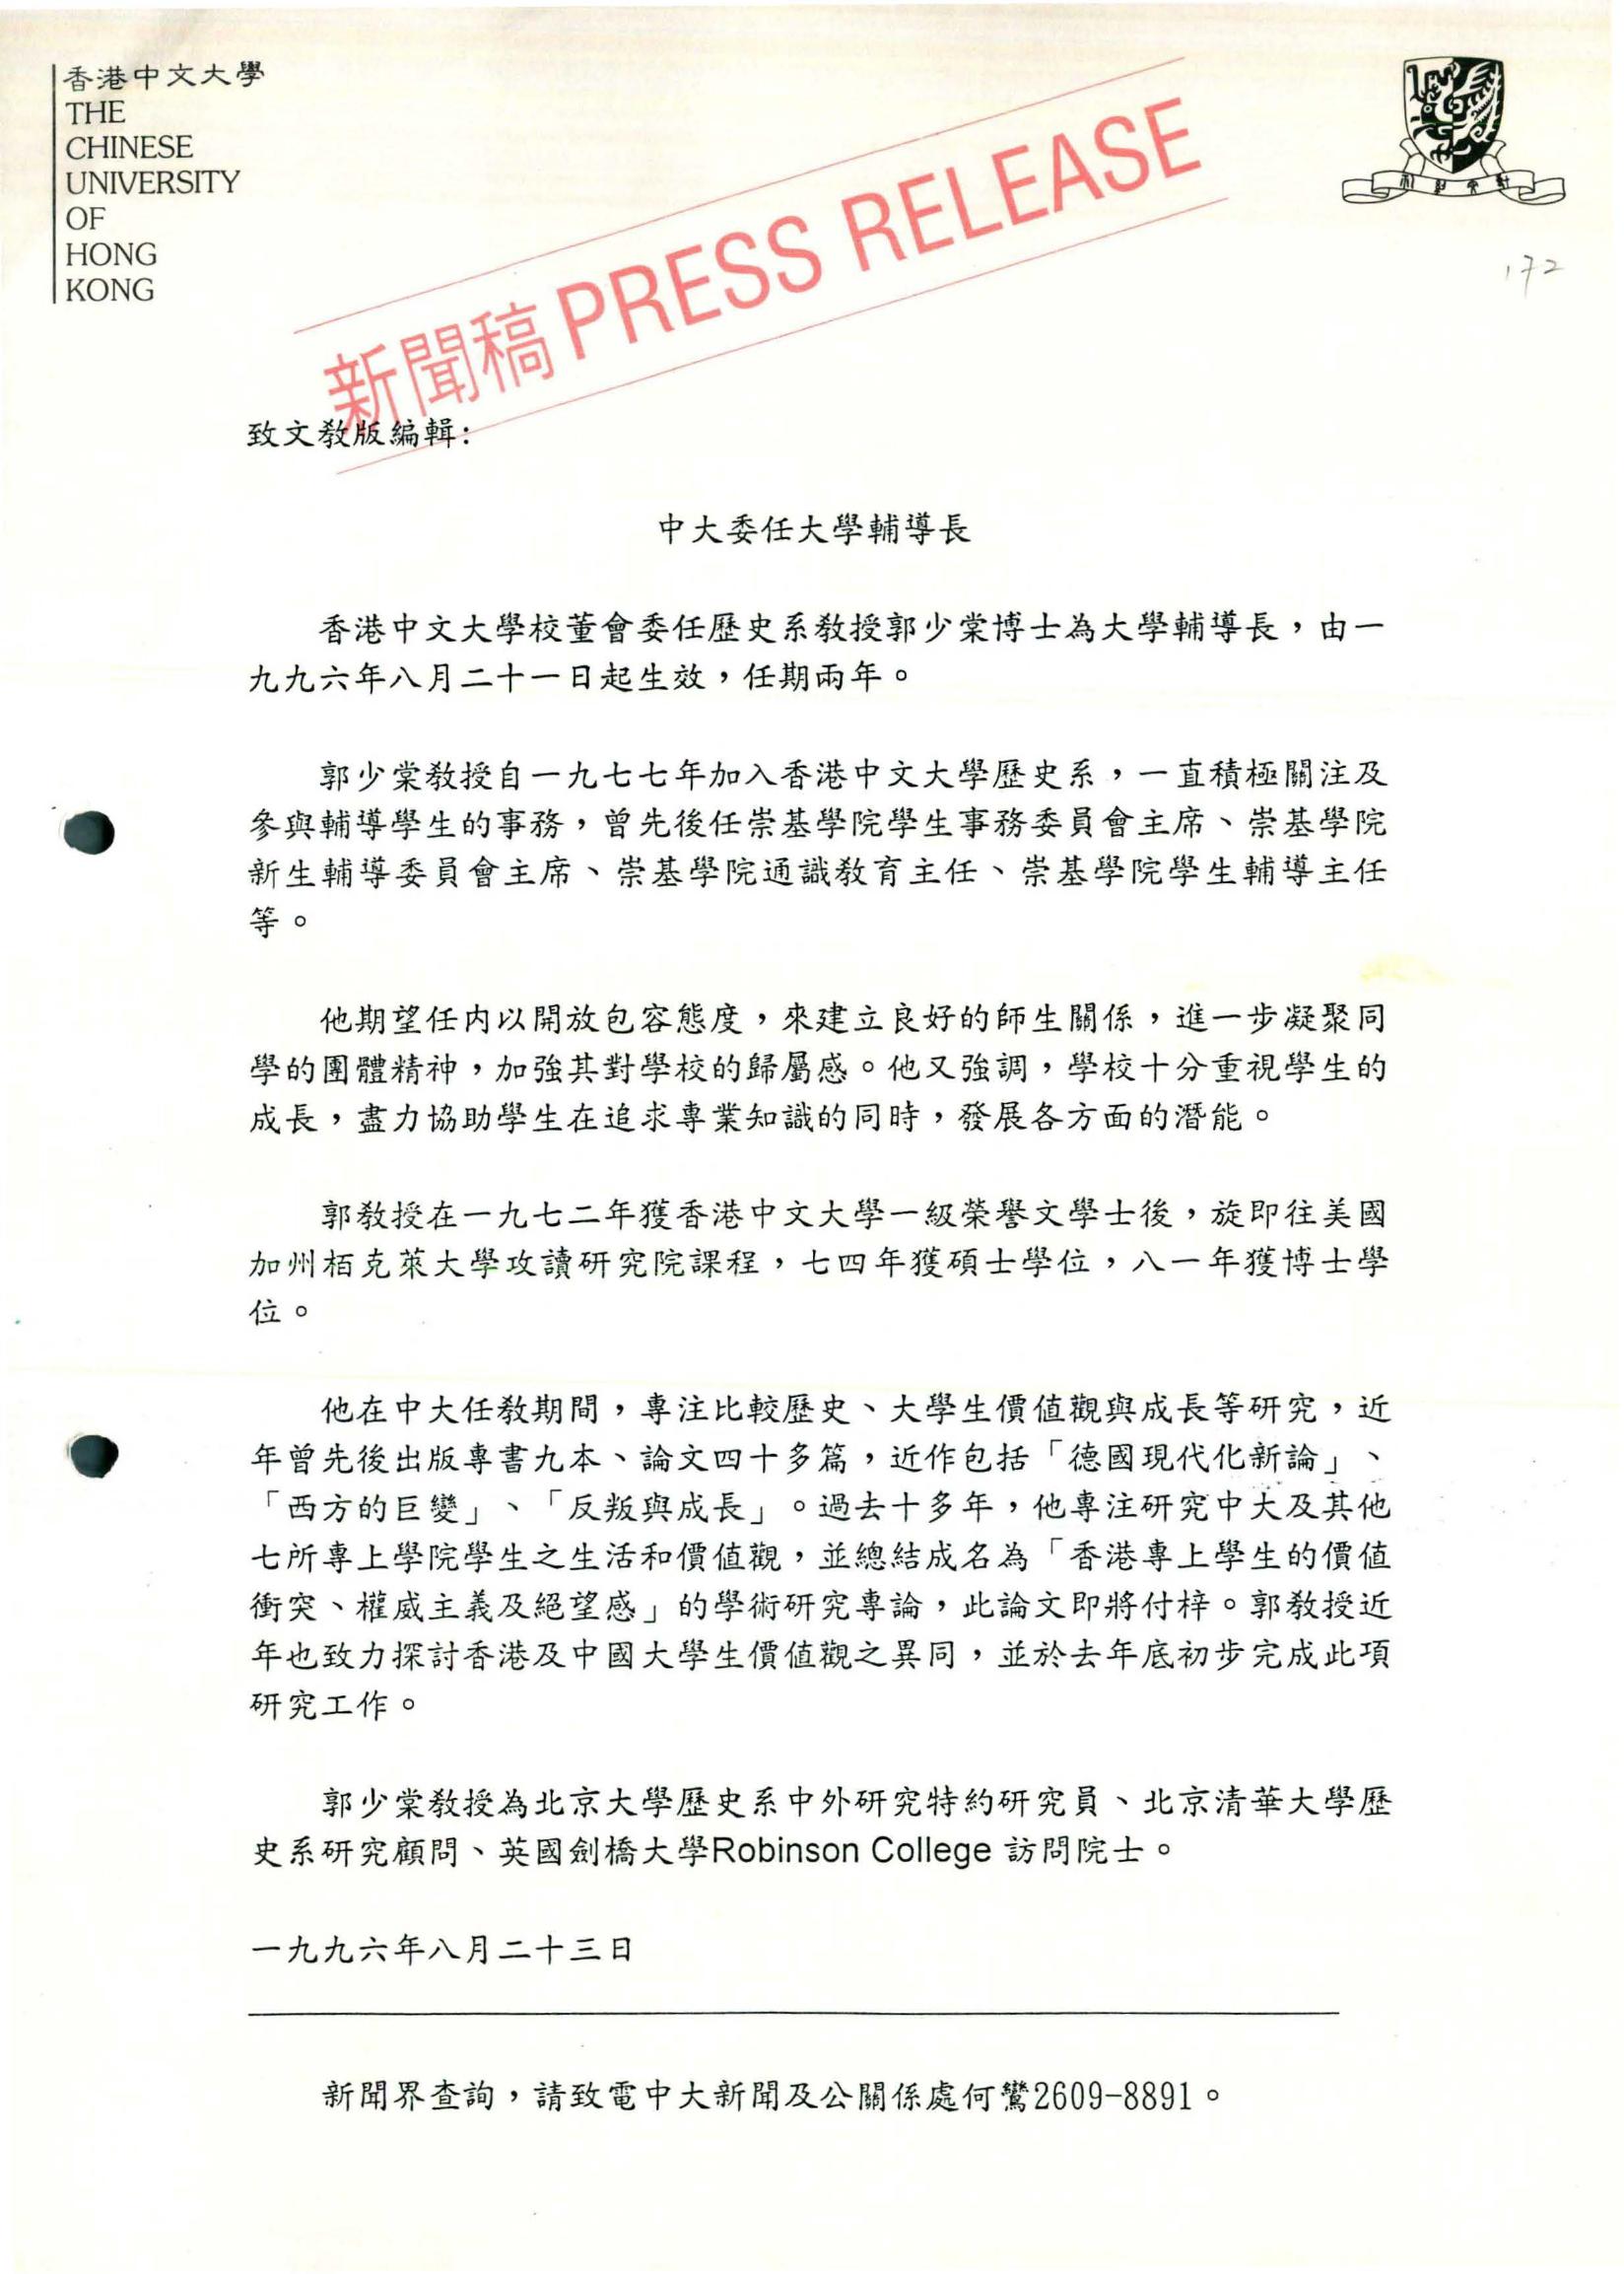 香港中文大學
THE
CHINESE
UNIVERSITY
OF
HONG
KONG
新聞稿 PRESS RELEASE
172
致文教版編輯:
中大委任大學輔導長
香港中文大學校董會委任歷史系教授郭少棠博士為大學輔導長，由一
九九六年八月二十一日起生效，任期兩年。
郭少棠教授自一九七七年加入香港中文大學歷史系，一直積極關注及
參與輔導學生的事務，曾先後任崇基學院學生事務委員會主席、崇基學院
新生輔導委員會主席、崇基學院通識教育主任、崇基學院學生輔導主任
等。
他期望任內以開放包容態度，來建立良好的師生關係，進一步凝聚同
學的團體精神，加強其對學校的歸屬感。他又強調，學校十分重視學生的
成長，盡力協助學生在追求專業知識的同時，發展各方面的潛能。
郭教授在一九七二年獲香港中文大學一級榮譽文學士後，旋即往美國
加州栢克萊大學攻讀研究院課程，七四年獲碩士學位，八一年獲博士學
位。
他在中大任教期間，專注比較歷史、大學生價值觀與成長等研究，近
年曾先後出版專書九本、論文四十多篇，近作包括「德國現代化新論」、
「西方的巨變」、「反叛與成長」。過去十多年，他專注研究中大及其他
七所專上學院學生之生活和價值觀，並總結成名為「香港專上學生的價值
衝突、權威主義及絕望感」的學術研究專論，此論文即將付梓。郭教授近
年也致力探討香港及中國大學生價值觀之異同，並於去年底初步完成此項
研究工作。
郭少棠教授為北京大學歷史系中外研究特約研究員、北京清華大學歷
史系研究顧問、英國劍橋大學Robinson College 訪問院士。
一九九六年八月二十三日
新聞界查詢，請致電中大新聞及公關係處何鸞2609-8891。